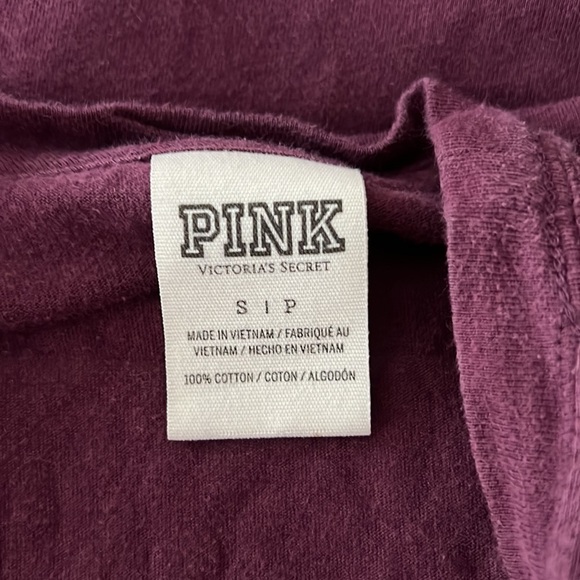 PINK
VICTORIA'S SECRET
S | P
MADE IN VIETNAM / FABRIQUÉ AU
VIETNAM / HECHO EN VIETNAM
100% COTTON / COTON / ALGODÓN